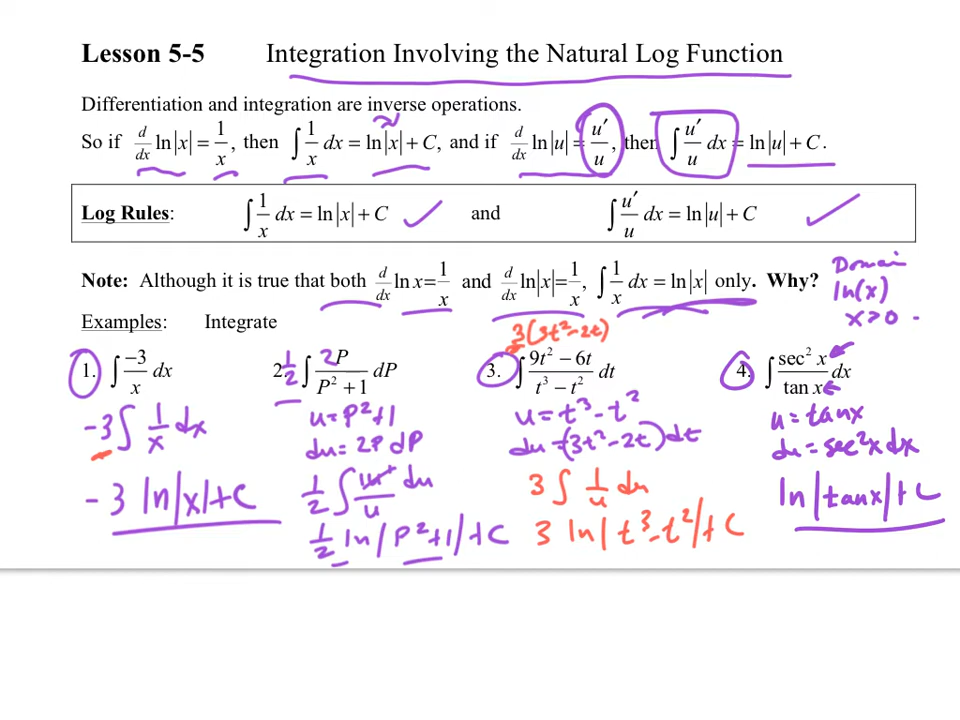 Lesson 5-5 Integration Involving the Natural Log Function
Differentiation and integration are inverse operations.
So if d/dx ln|x| = 1/x, then ∫ 1/x dx = ln|x| + C, and if d/dx ln|u| = u′/u, then ∫ u′/u dx = ln|u| + C.
Log Rules: ∫ 1/x dx = ln|x| + C and ∫ u′/u dx = ln|u| + C
Note: Although it is true that both d/dx ln x = 1/x and d/dx ln|x| = 1/x, ∫ 1/x dx = ln|x| only. Why?
Domain
ln(x)
x>0
Examples: Integrate
1. ∫ -3/x dx
-3 ∫ 1/x dx
-3 ln|x|+C
2. 1/2 ∫ 2P/(P² + 1) dP
u = P²+1
du = 2P dP
1/2 ∫ u′/u du
1/2 ln|P²+1|+C
3(3t²-2t)
3. ∫ (9t² − 6t)/(t³ − t²) dt
u = t³-t²
du = (3t²-2t)dt
3 ∫ 1/u du
3 ln|t³-t²|+C
4. ∫ sec² x/tan x dx
u = tanx
du = sec²x dx
ln|tanx|+C